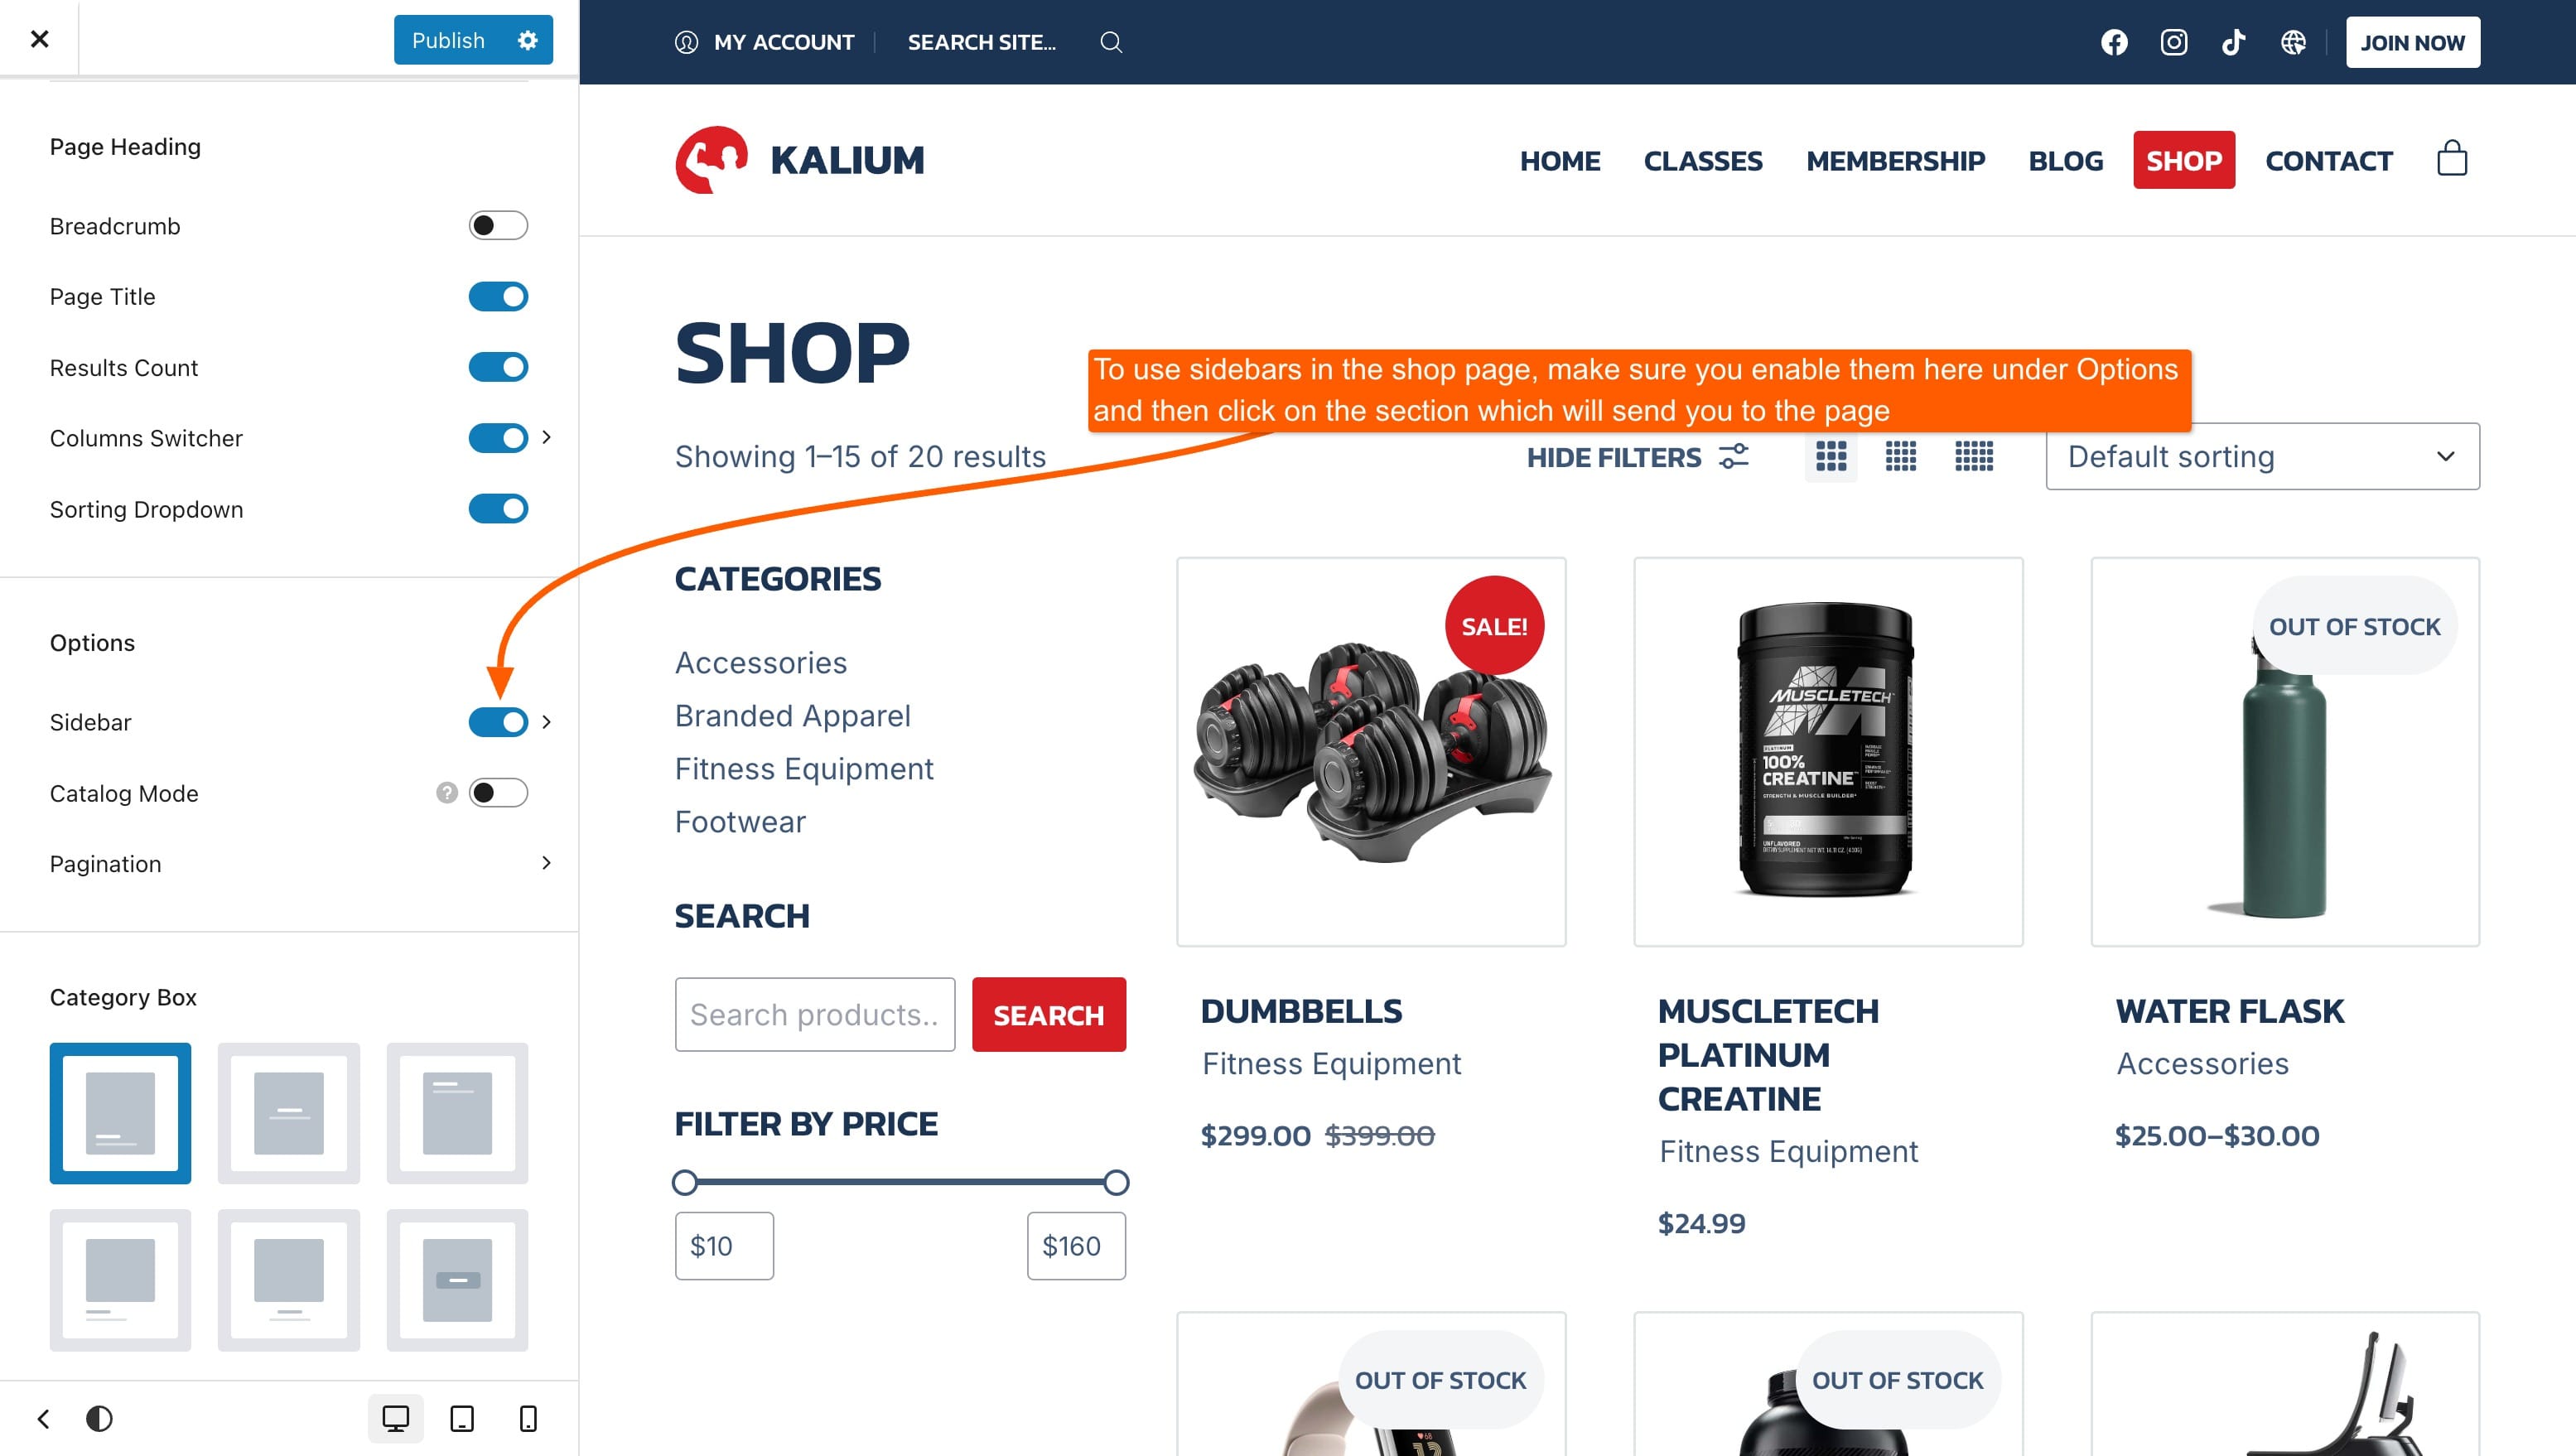 Publish
MY ACCOUNT
SEARCH SITE...
JOIN NOW
KALIUM
HOME
CLASSES
MEMBERSHIP
BLOG
SHOP
CONTACT
Page Heading
Breadcrumb
Page Title
Results Count
Columns Switcher
Sorting Dropdown
Options
Sidebar
Catalog Mode
?
Pagination
Category Box
SHOP
To use sidebars in the shop page, make sure you enable them here under Options
and then click on the section which will send you to the page
Showing 1–15 of 20 results
HIDE FILTERS
Default sorting
CATEGORIES
Accessories
Branded Apparel
Fitness Equipment
Footwear
SEARCH
Search products..
SEARCH
FILTER BY PRICE
$10
$160
SALE!
DUMBBELLS
Fitness Equipment
$299.00 $399.00
MUSCLETECH
PLATINUM
100%
CREATINE
STRENGTH & MUSCLE BUILDER
UNFLAVORED
MUSCLETECH
PLATINUM
CREATINE
Fitness Equipment
$24.99
OUT OF STOCK
WATER FLASK
Accessories
$25.00–$30.00
OUT OF STOCK
OUT OF STOCK